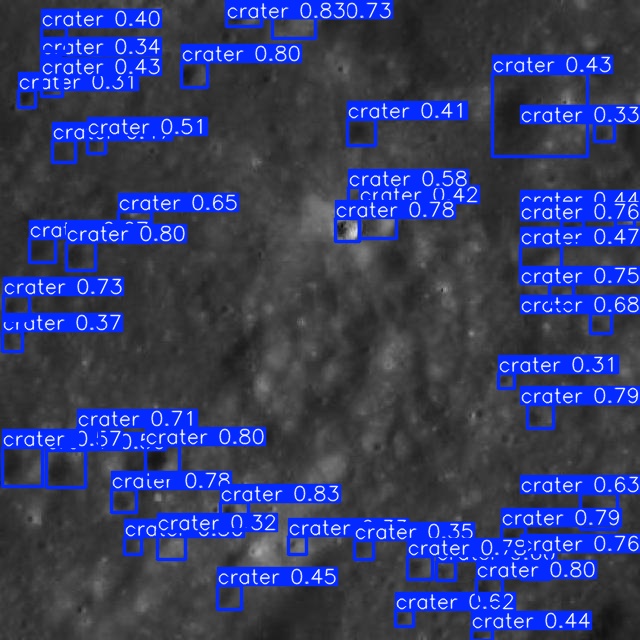 crater 0.830.73
crater 0.40
crater 0.34
crater 0.80
crater 0.43
crater 0.43
crater 0.31
crater 0.41
crater 0.33
crater 0.51
crater 0.58
crater 0.42
crater 0.44
crater 0.65
crater 0.78
crater 0.76
crater 0.80
crater 0.47
crater 0.75
crater 0.73
crater 0.68
crater 0.37
crater 0.31
crater 0.79
crater 0.71
crater 0.80
crater 0.78
crater 0.63
crater 0.83
crater 0.79
crater 0.32
crater 0.35
crater 0.76
crater 0.80
crater 0.45
crater 0.62
crater 0.44